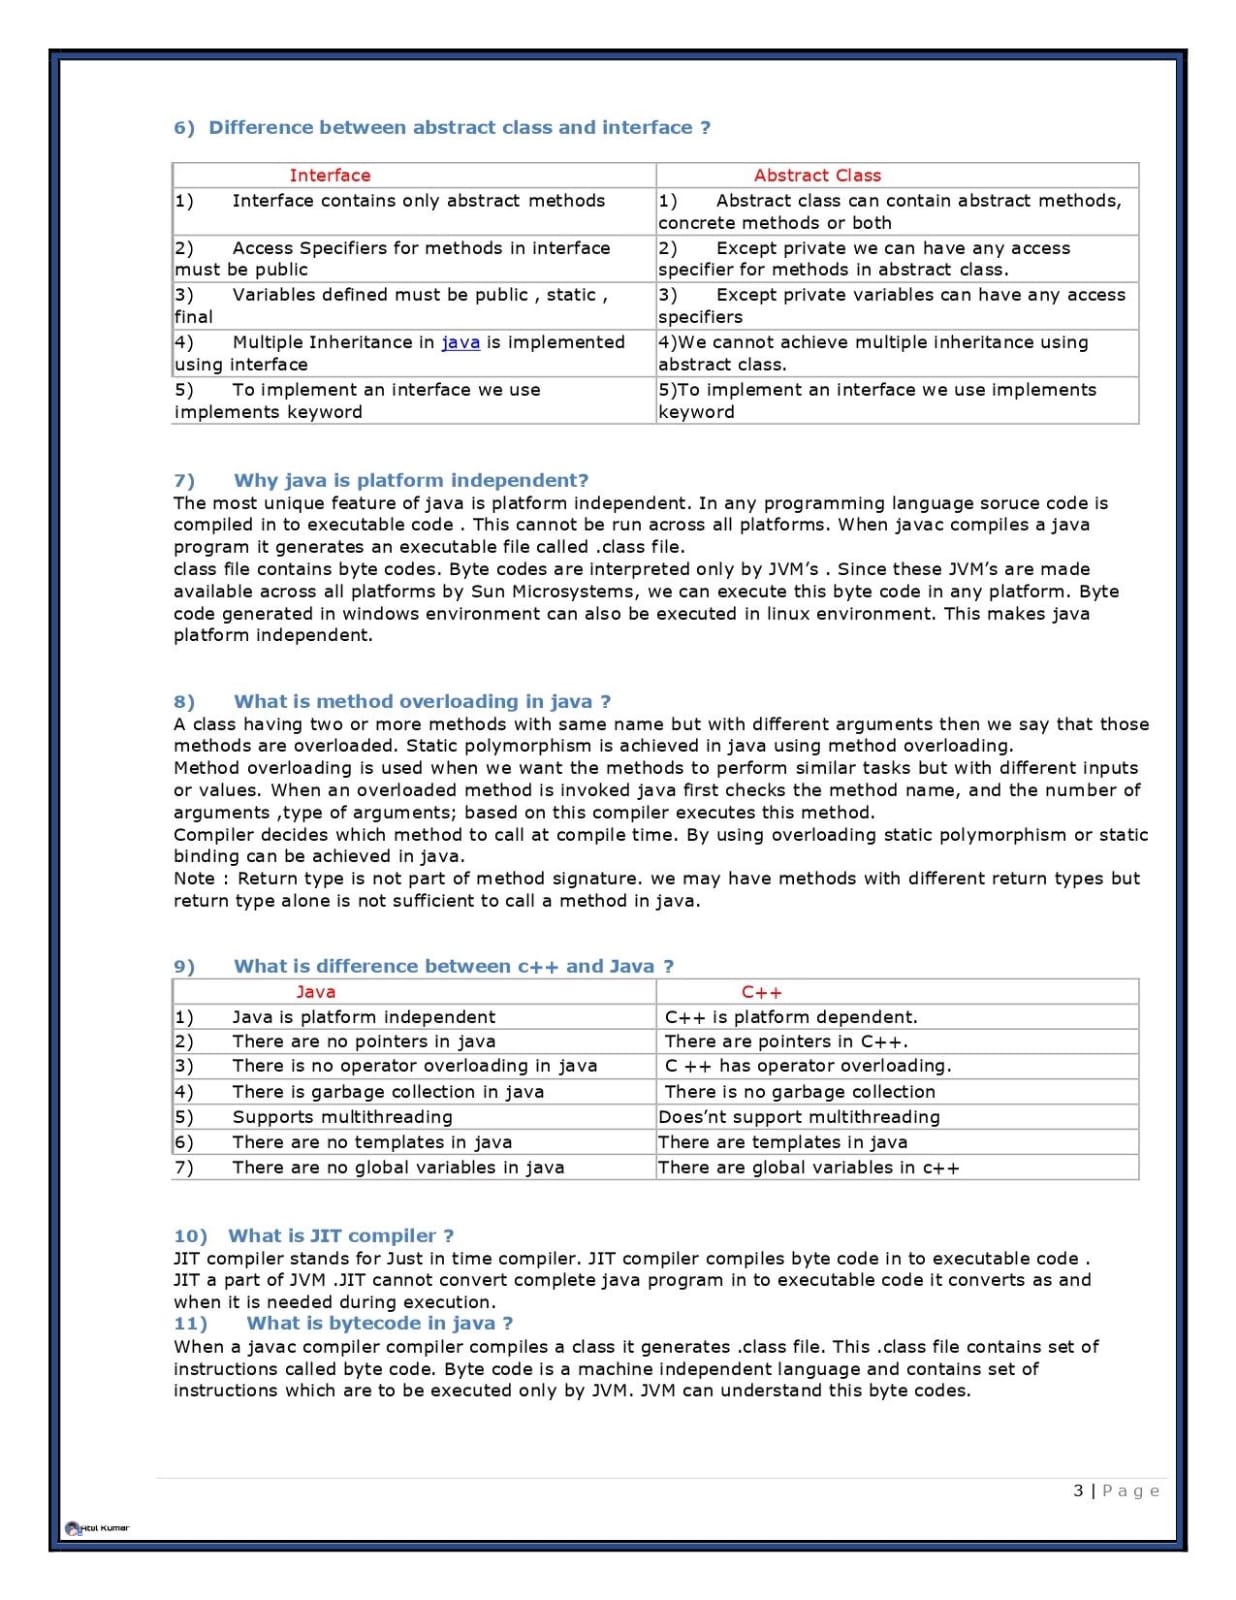 6) Difference between abstract class and interface ?
Interface
Abstract Class
1) Interface contains only abstract methods
1) Abstract class can contain abstract methods,
concrete methods or both
2) Access Specifiers for methods in interface
must be public
2) Except private we can have any access
specifier for methods in abstract class.
3) Variables defined must be public , static ,
final
3) Except private variables can have any access
specifiers
4) Multiple Inheritance in java is implemented
using interface
4)We cannot achieve multiple inheritance using
abstract class.
5) To implement an interface we use
implements keyword
5)To implement an interface we use implements
keyword
7) Why java is platform independent?
The most unique feature of java is platform independent. In any programming language soruce code is
compiled in to executable code . This cannot be run across all platforms. When javac compiles a java
program it generates an executable file called .class file.
class file contains byte codes. Byte codes are interpreted only by JVM’s . Since these JVM’s are made
available across all platforms by Sun Microsystems, we can execute this byte code in any platform. Byte
code generated in windows environment can also be executed in linux environment. This makes java
platform independent.
8) What is method overloading in java ?
A class having two or more methods with same name but with different arguments then we say that those
methods are overloaded. Static polymorphism is achieved in java using method overloading.
Method overloading is used when we want the methods to perform similar tasks but with different inputs
or values. When an overloaded method is invoked java first checks the method name, and the number of
arguments ,type of arguments; based on this compiler executes this method.
Compiler decides which method to call at compile time. By using overloading static polymorphism or static
binding can be achieved in java.
Note : Return type is not part of method signature. we may have methods with different return types but
return type alone is not sufficient to call a method in java.
9) What is difference between c++ and Java ?
Java
C++
1) Java is platform independent
C++ is platform dependent.
2) There are no pointers in java
There are pointers in C++.
3) There is no operator overloading in java
C ++ has operator overloading.
4) There is garbage collection in java
There is no garbage collection
5) Supports multithreading
Does’nt support multithreading
6) There are no templates in java
There are templates in java
7) There are no global variables in java
There are global variables in c++
10) What is JIT compiler ?
JIT compiler stands for Just in time compiler. JIT compiler compiles byte code in to executable code .
JIT a part of JVM .JIT cannot convert complete java program in to executable code it converts as and
when it is needed during execution.
11) What is bytecode in java ?
When a javac compiler compiler compiles a class it generates .class file. This .class file contains set of
instructions called byte code. Byte code is a machine independent language and contains set of
instructions which are to be executed only by JVM. JVM can understand this byte codes.
3 | P a g e
Atul Kumar